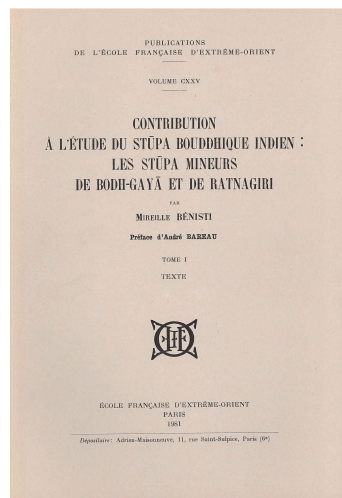 PUBLICATIONS
DE L'ÉCOLE FRANÇAISE D'EXTRÊME-ORIENT
VOLUME CXXV
CONTRIBUTION
À L'ÉTUDE DU STŪPA BOUDDHIQUE INDIEN :
LES STŪPA MINEURS
DE BODH-GAYĀ ET DE RATNAGIRI
PAR
MIREILLE BÉNISTI
Préface d'André BAREAU
TOME I
TEXTE
ÉCOLE FRANÇAISE D'EXTRÊME-ORIENT
PARIS
1981
Dépositaire : Adrien-Maisonneuve, 11, rue Saint-Sulpice, Paris (6e)